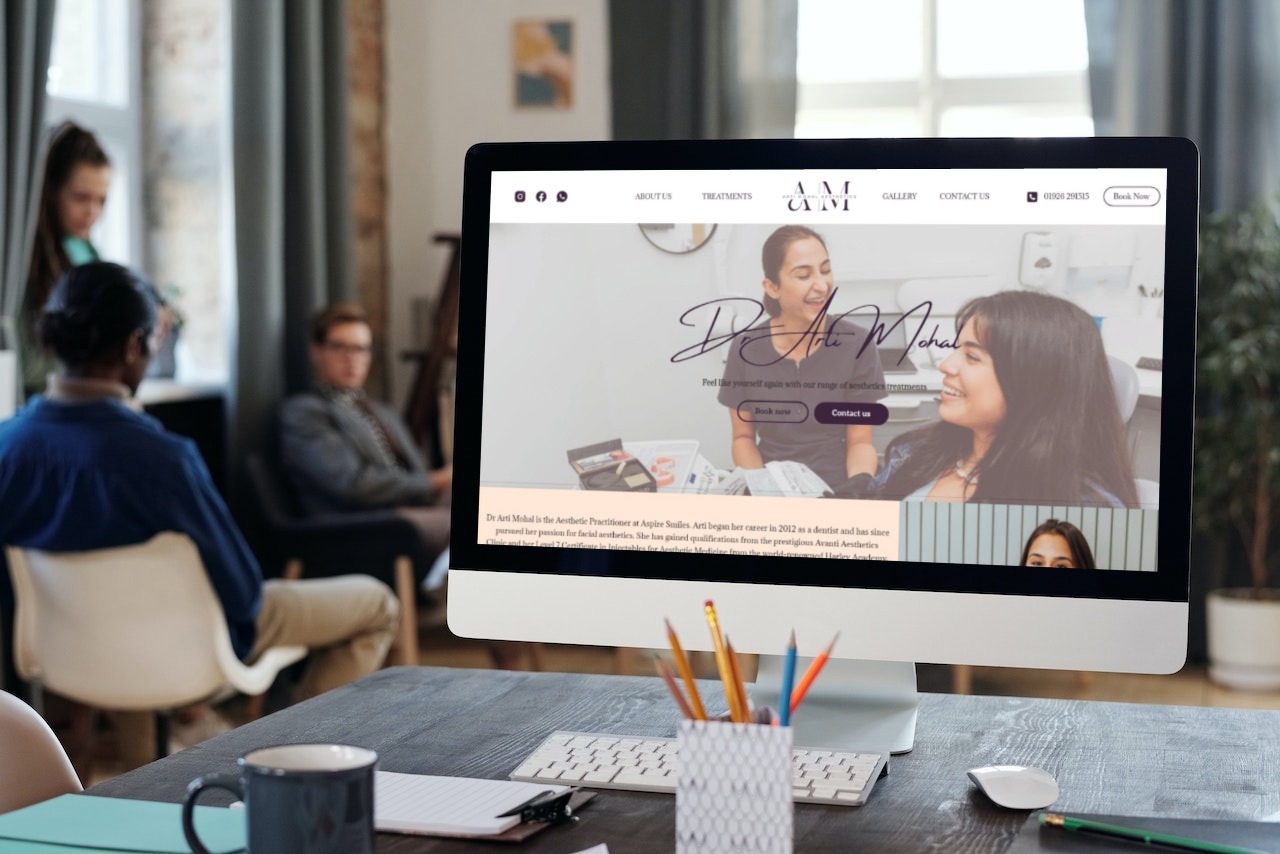 ABOUT US
TREATMENTS
A|M
ARTI MOHAL AESTHETICS
GALLERY
CONTACT US
01926 291515
Book Now
Dr Arti Mohal
Feel like yourself again with our range of aesthetics treatments
Book now
Contact us
Dr Arti Mohal is the Aesthetic Practitioner at Aspire Smiles. Arti began her career in 2012 as a dentist and has since
pursued her passion for facial aesthetics. She has gained qualifications from the prestigious Avanti Aesthetics
Clinic and her Level 7 Certificate in Injectables for Aesthetic Medicine from the world-renowned Harley Academy